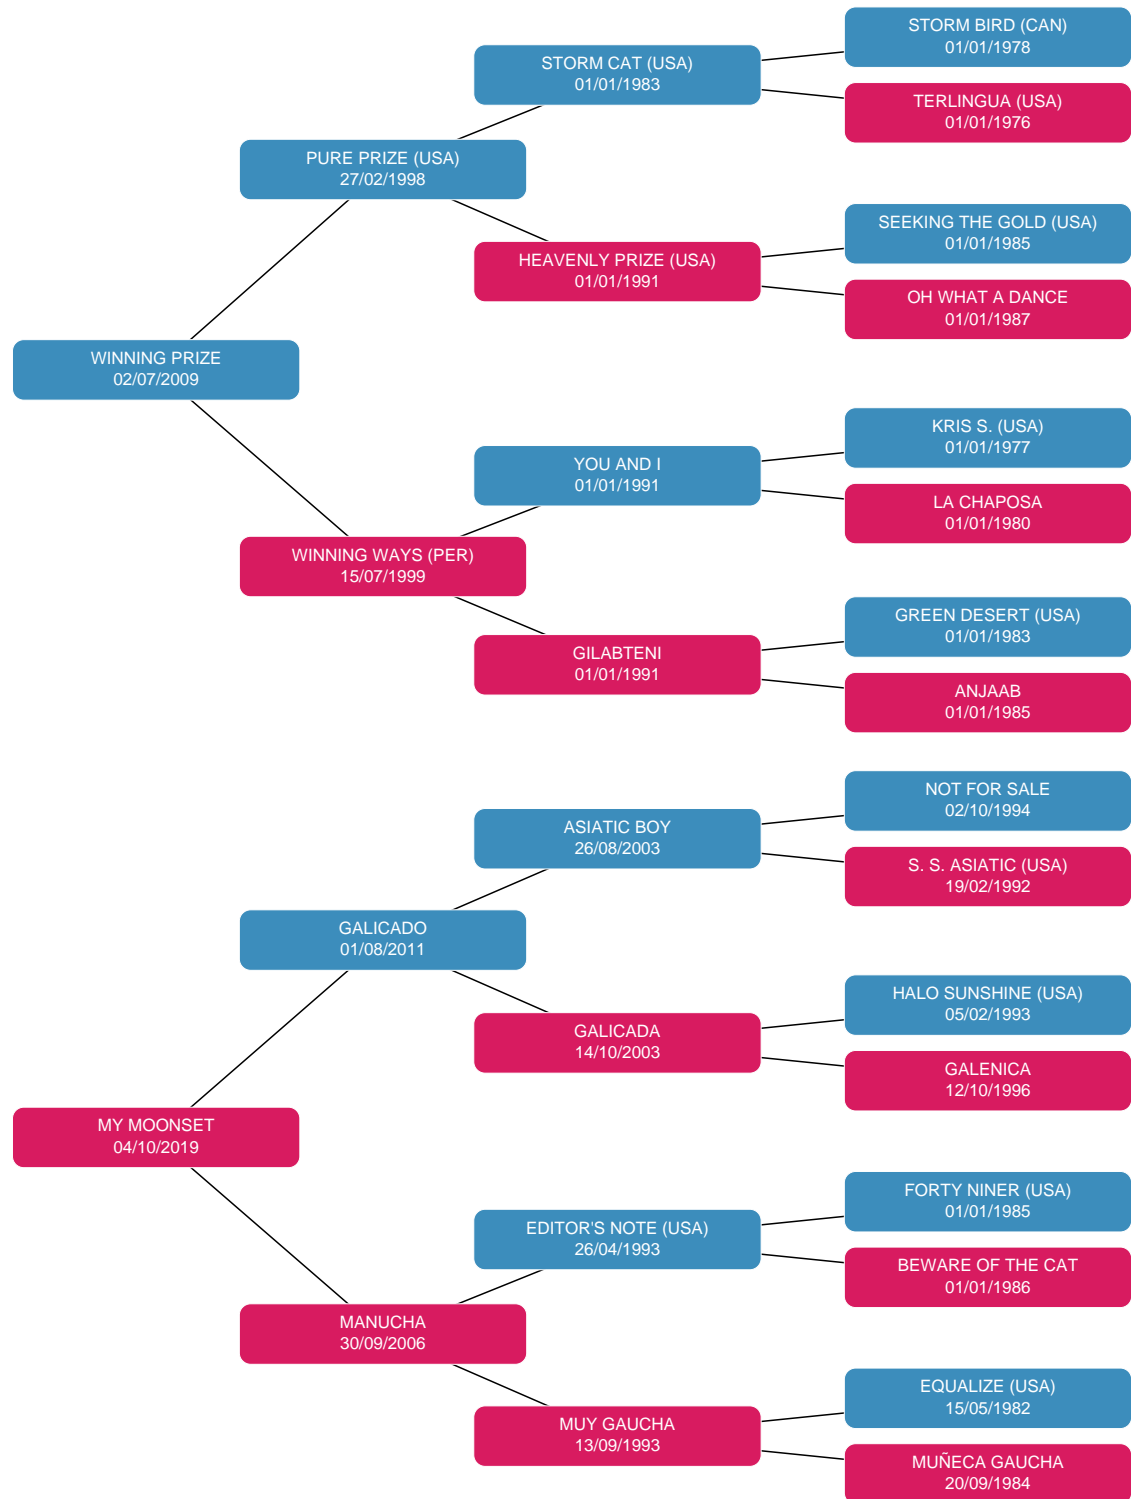 STORM BIRD (CAN)
01/01/1978
STORM CAT (USA)
01/01/1983
TERLINGUA (USA)
01/01/1976
PURE PRIZE (USA)
27/02/1998
SEEKING THE GOLD (USA)
01/01/1985
HEAVENLY PRIZE (USA)
01/01/1991
OH WHAT A DANCE
01/01/1987
WINNING PRIZE
02/07/2009
KRIS S. (USA)
01/01/1977
YOU AND I
01/01/1991
LA CHAPOSA
01/01/1980
WINNING WAYS (PER)
15/07/1999
GREEN DESERT (USA)
01/01/1983
GILABTENI
01/01/1991
ANJAAB
01/01/1985
NOT FOR SALE
02/10/1994
ASIATIC BOY
26/08/2003
S. S. ASIATIC (USA)
19/02/1992
GALICADO
01/08/2011
HALO SUNSHINE (USA)
05/02/1993
GALICADA
14/10/2003
GALENICA
12/10/1996
MY MOONSET
04/10/2019
FORTY NINER (USA)
01/01/1985
EDITOR'S NOTE (USA)
26/04/1993
BEWARE OF THE CAT
01/01/1986
MANUCHA
30/09/2006
EQUALIZE (USA)
15/05/1982
MUY GAUCHA
13/09/1993
MUÑECA GAUCHA
20/09/1984